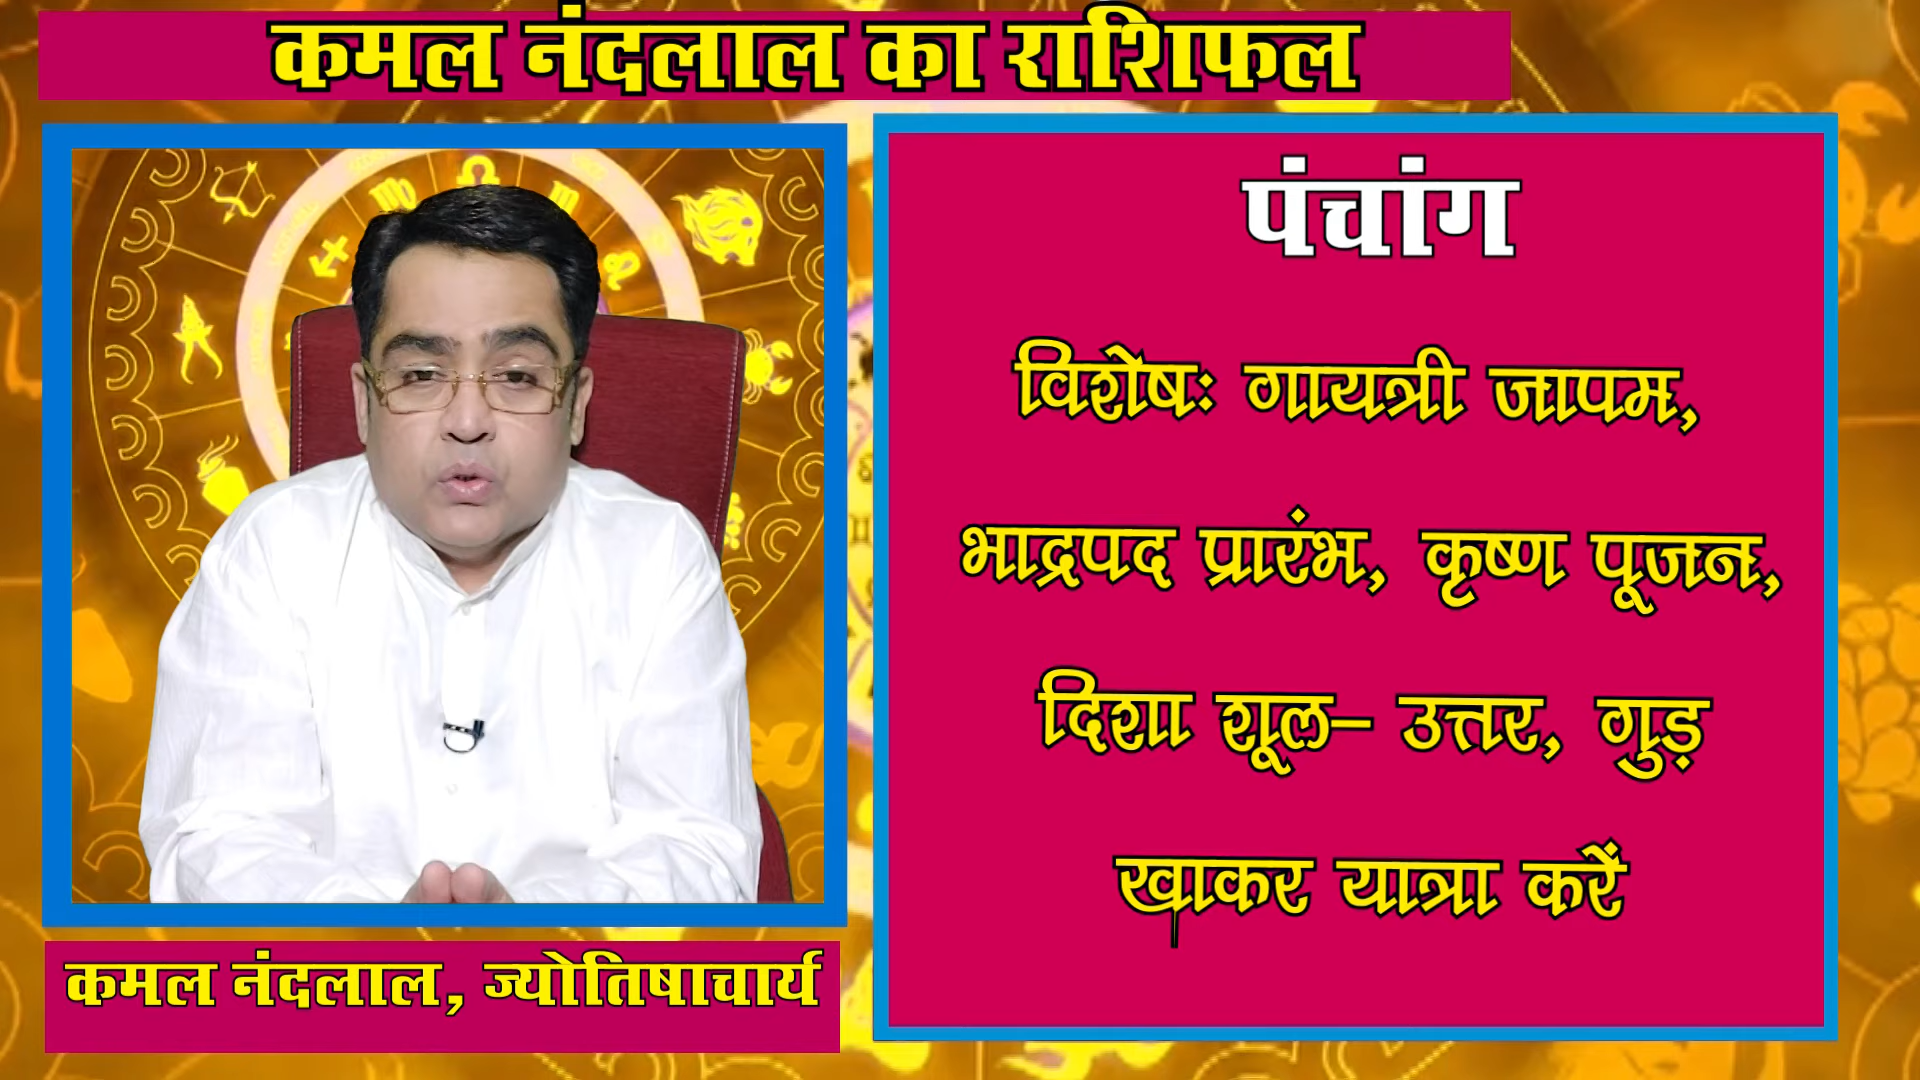 कमल नंदलाल का राशिफल
पंचांग
विशेषः गायत्री जापम,
भाद्रपद प्रारंभ, कृष्ण पूजन,
दिशा शूल– उत्तर, गुड़
खाकर यात्रा करें
कमल नंदलाल, ज्योतिषाचार्य